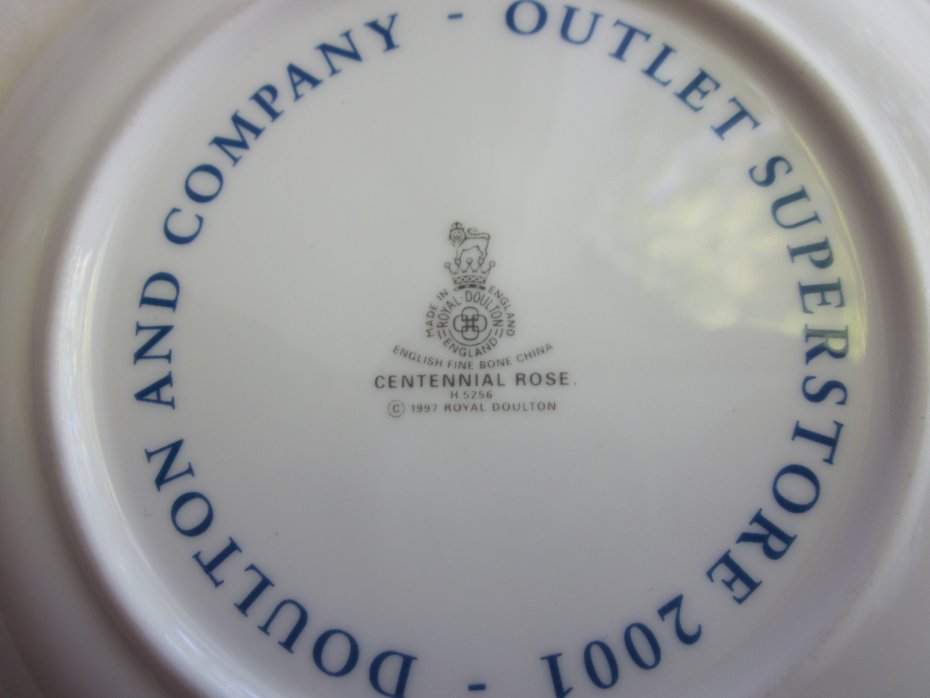 DOULTON AND COMPANY - OUTLET SUPERSTORE 2001 -
MADE IN ENGLAND
ROYAL · DOULTON
ENGLAND
ENGLISH FINE BONE CHINA
CENTENNIAL ROSE.
H 5256
© 1997 ROYAL DOULTON